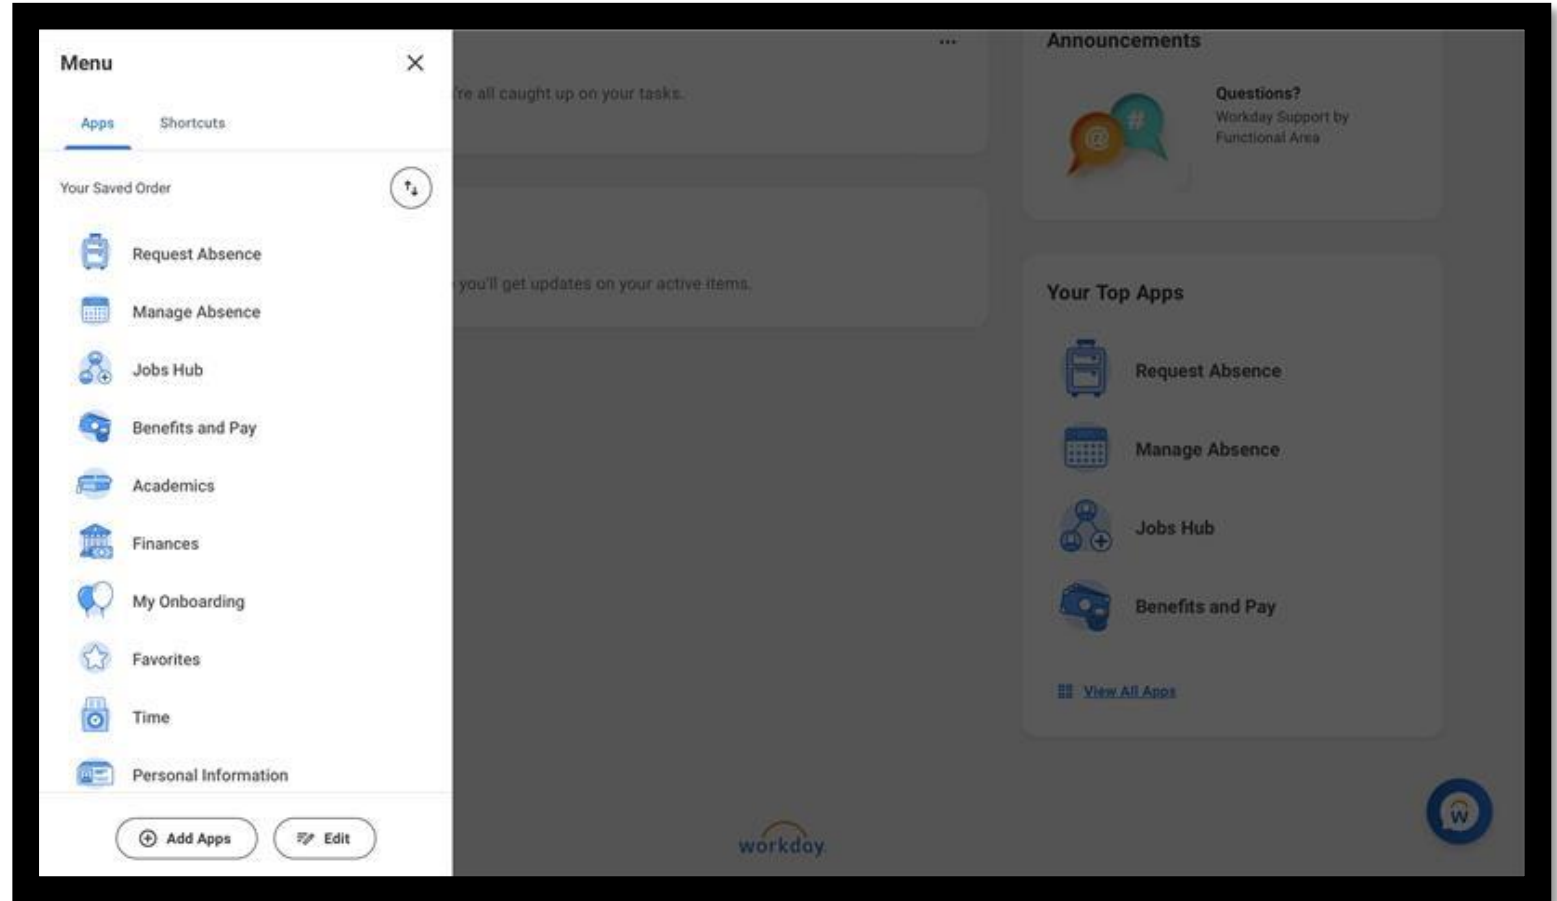 Menu
Apps
Shortcuts
Your Saved Order
Request Absence
Manage Absence
Jobs Hub
Benefits and Pay
Academics
Finances
My Onboarding
Favorites
Time
Personal Information
Add Apps
Edit
're all caught up on your tasks.
you'll get updates on your active items.
workday.
Announcements
@
#
Questions?
Workday Support by
Functional Area
Your Top Apps
Request Absence
Manage Absence
Jobs Hub
Benefits and Pay
View All Apps
W